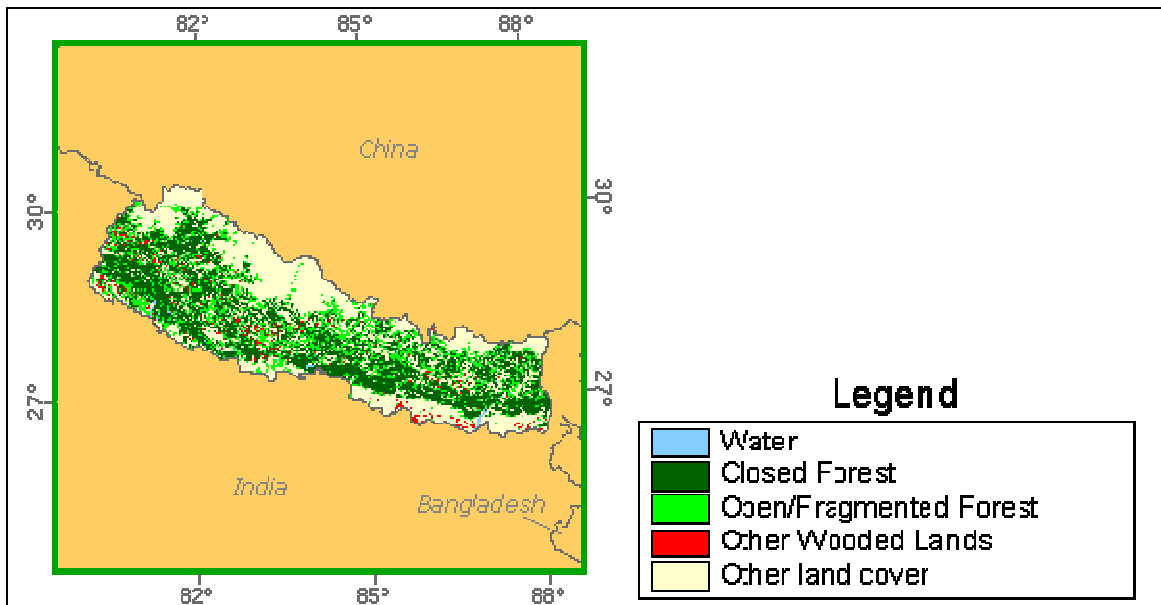 82° 85° 88°
China
30° 30°
27° 27°
India
Bangladesh
82° 85° 88°
Legend
Water
Closed Forest
Open/Fragmented Forest
Other Wooded Lands
Other land cover